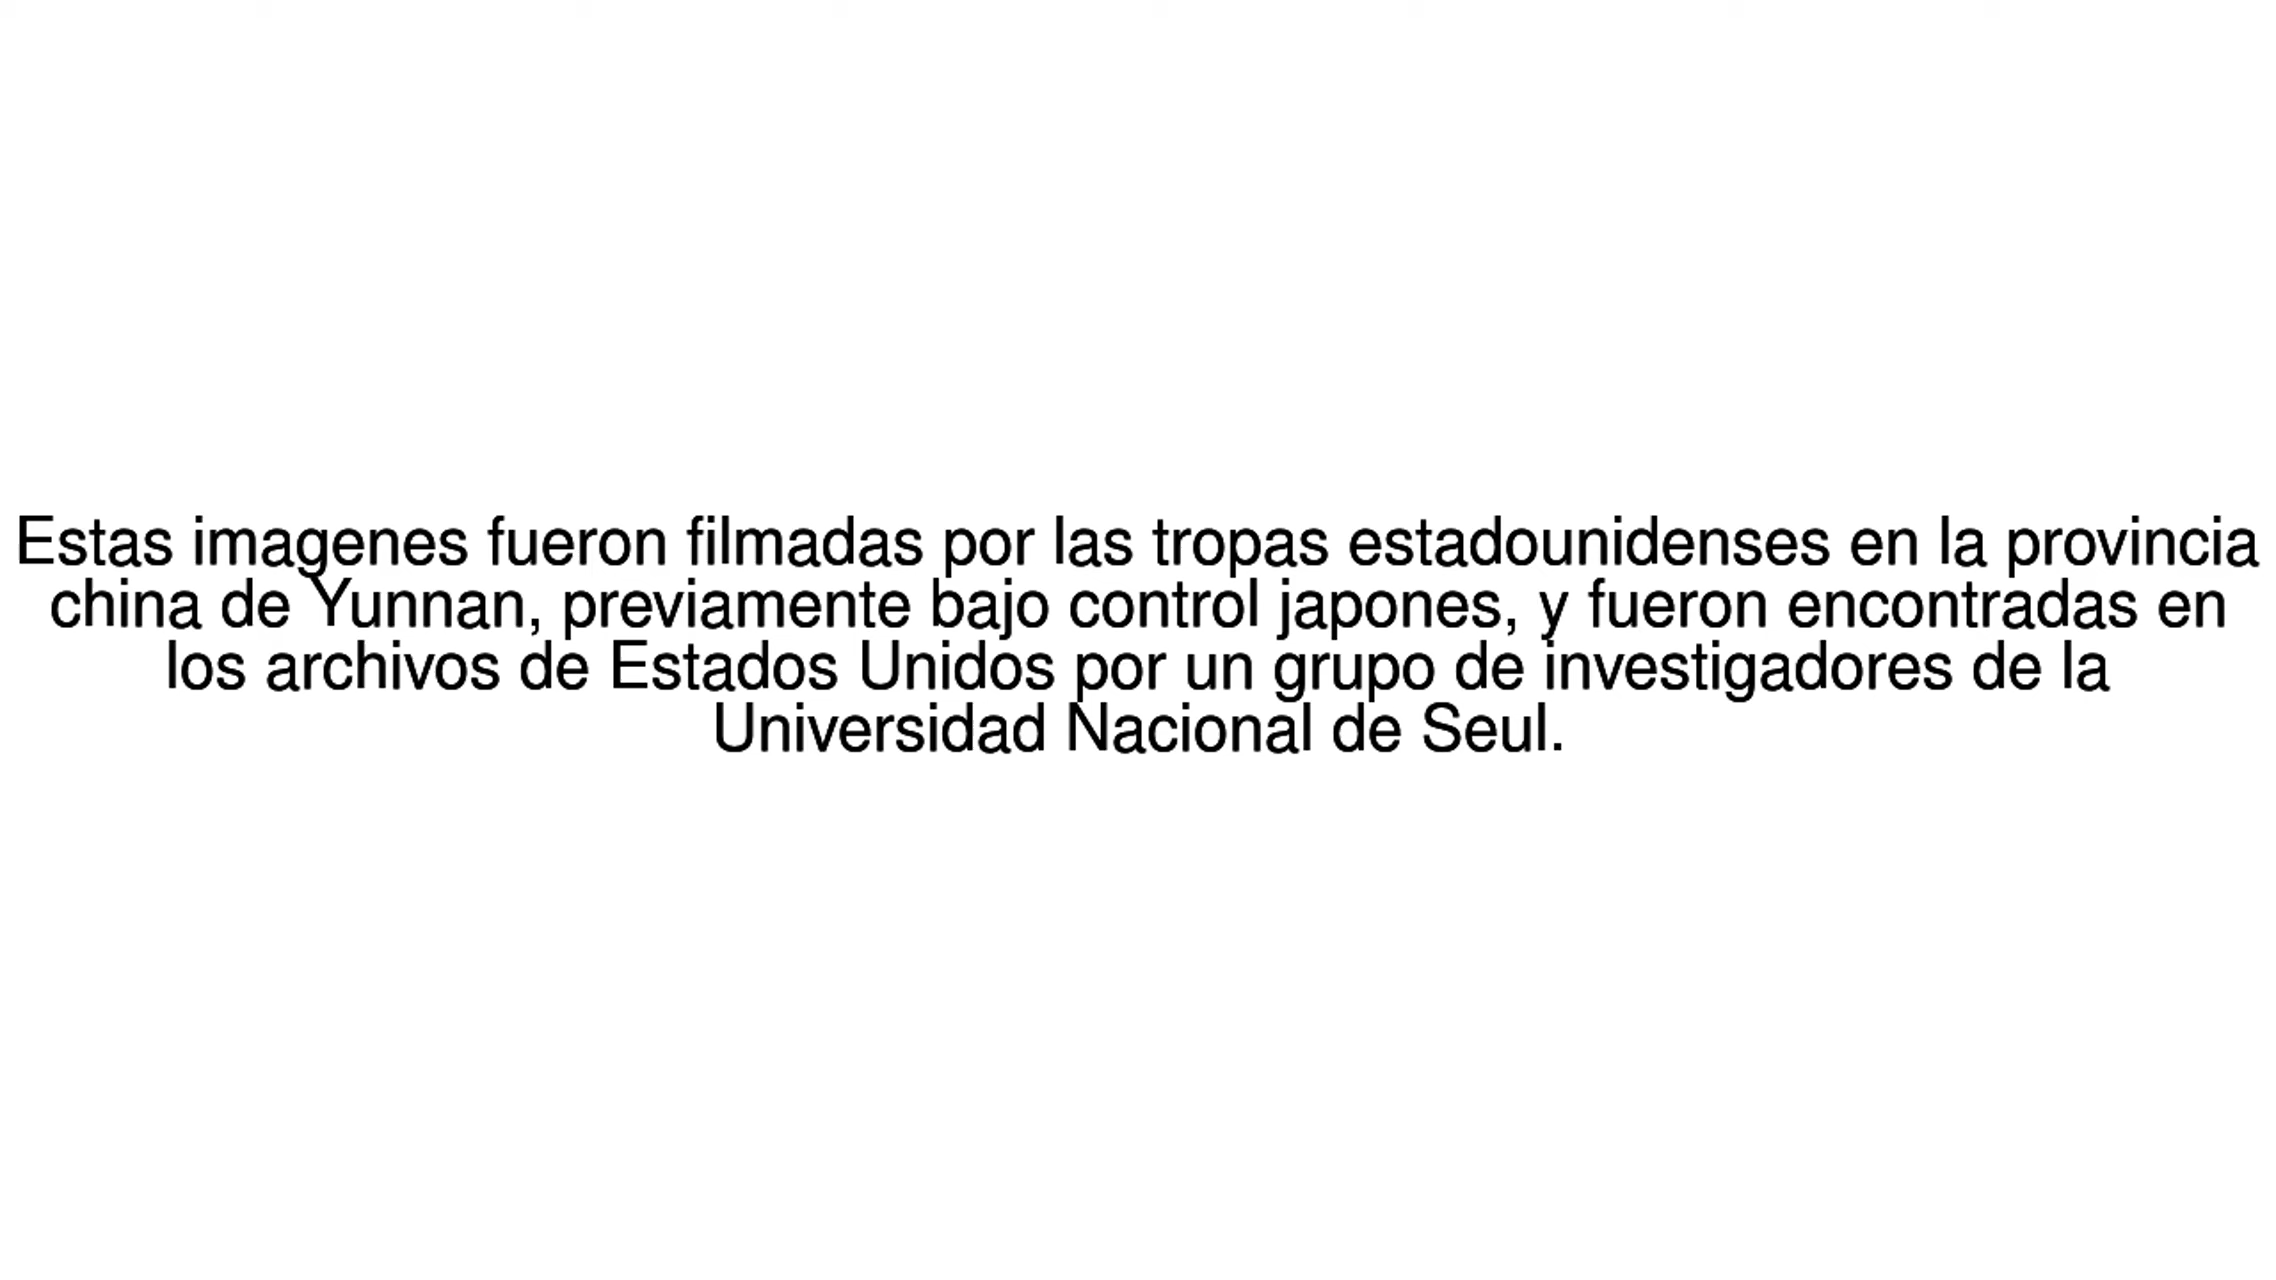 Estas imagenes fueron filmadas por las tropas estadounidenses en la provincia
china de Yunnan, previamente bajo control japones, y fueron encontradas en
los archivos de Estados Unidos por un grupo de investigadores de la
Universidad Nacional de Seul.